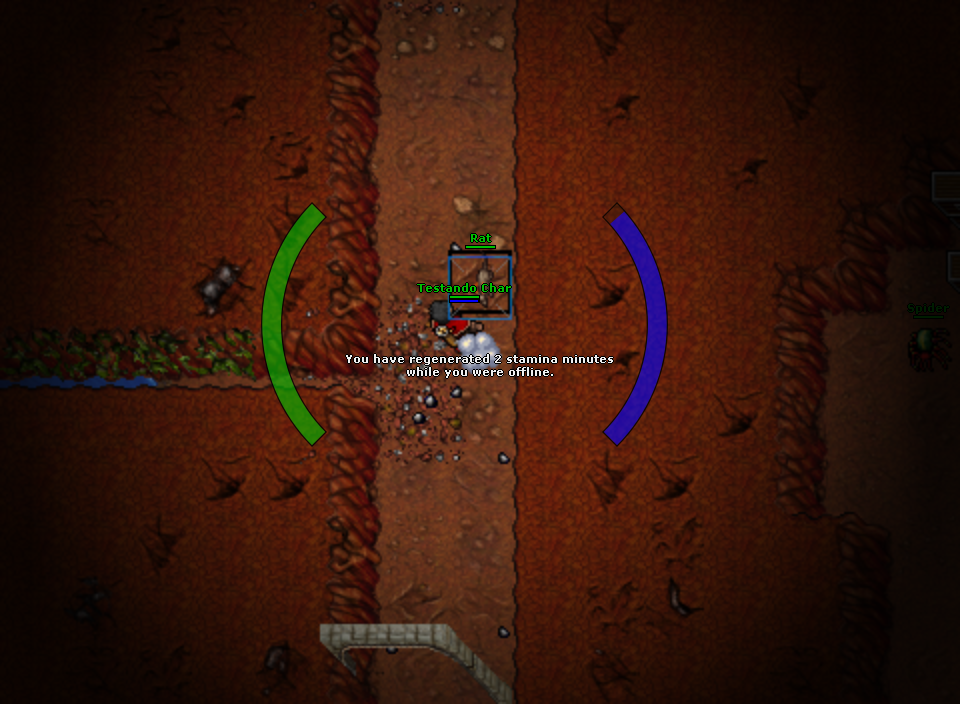 Rat
Testando Char
Spider
You have regenerated 2 stamina minutes
while you were offline.